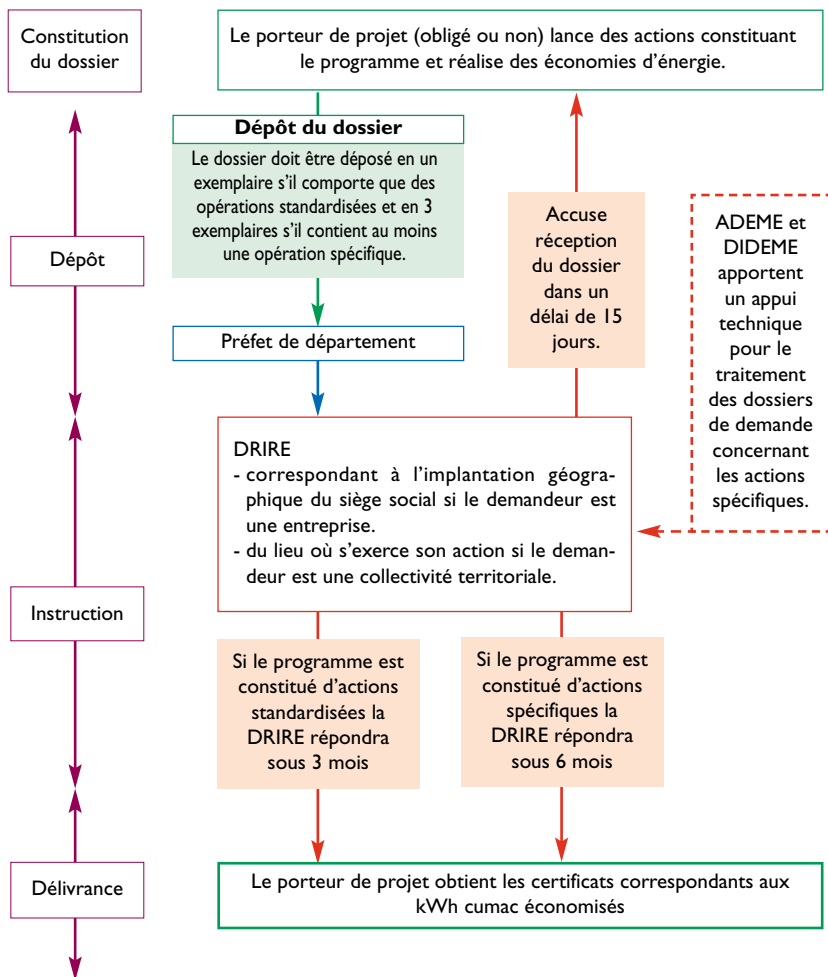 Constitution
du dossier
Le porteur de projet (obligé ou non) lance des actions constituant
le programme et réalise des économies d’énergie.
Dépôt du dossier
Le dossier doit être déposé en un
exemplaire s’il comporte que des
opérations standardisées et en 3
exemplaires s’il contient au moins
une opération spécifique.
Accuse
réception
du dossier
dans un
délai de 15
jours.
ADEME et
DIDEME
apportent
un appui
technique
pour le
traitement
des dossiers
de demande
concernant
les actions
spécifiques.
Dépôt
Préfet de département
DRIRE
- correspondant à l’implantation géogra-
phique du siège social si le demandeur est
une entreprise.
- du lieu où s’exerce son action si le deman-
deur est une collectivité territoriale.
Instruction
Si le programme est
constitué d’actions
standardisées la
DRIRE répondra
sous 3 mois
Si le programme est
constitué d’actions
spécifiques la
DRIRE répondra
sous 6 mois
Délivrance
Le porteur de projet obtient les certificats correspondants aux
kWh cumac économisés